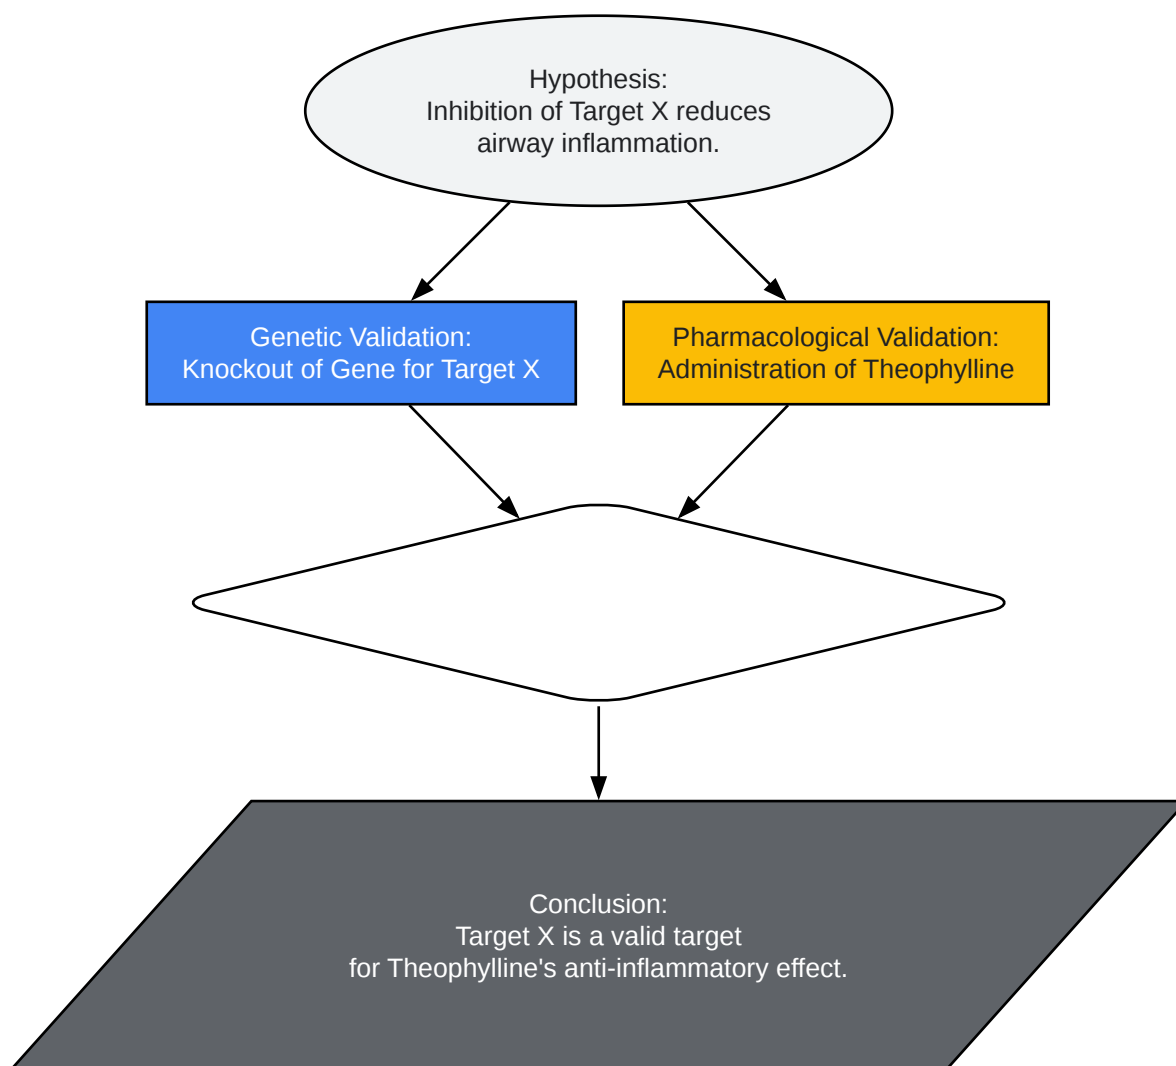 Hypothesis:
Inhibition of Target X reduces
airway inflammation.
Genetic Validation:
Knockout of Gene for Target X
Pharmacological Validation:
Administration of Theophylline
Conclusion:
Target X is a valid target
for Theophylline's anti-inflammatory effect.